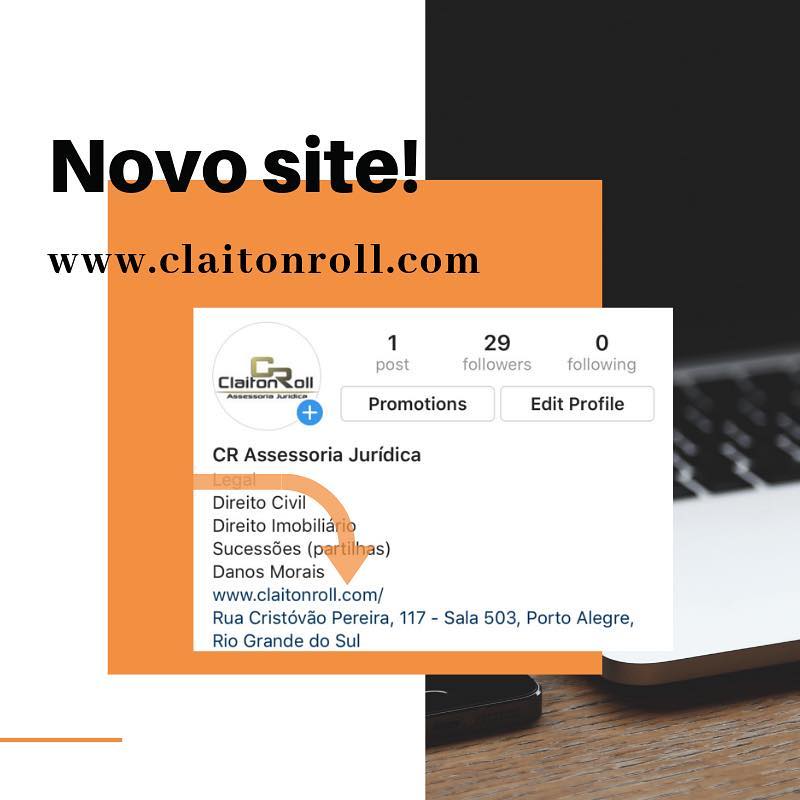 Novo site!
www.claitonroll.com
1 29 0
post followers following
CR
ClaitonRoll
Assessoria Jurídica
Promotions Edit Profile
CR Assessoria Jurídica
Legal
Direito Civil
Direito Imobiliário
Sucessões (partilhas)
Danos Morais
www.claitonroll.com/
Rua Cristóvão Pereira, 117 - Sala 503, Porto Alegre,
Rio Grande do Sul